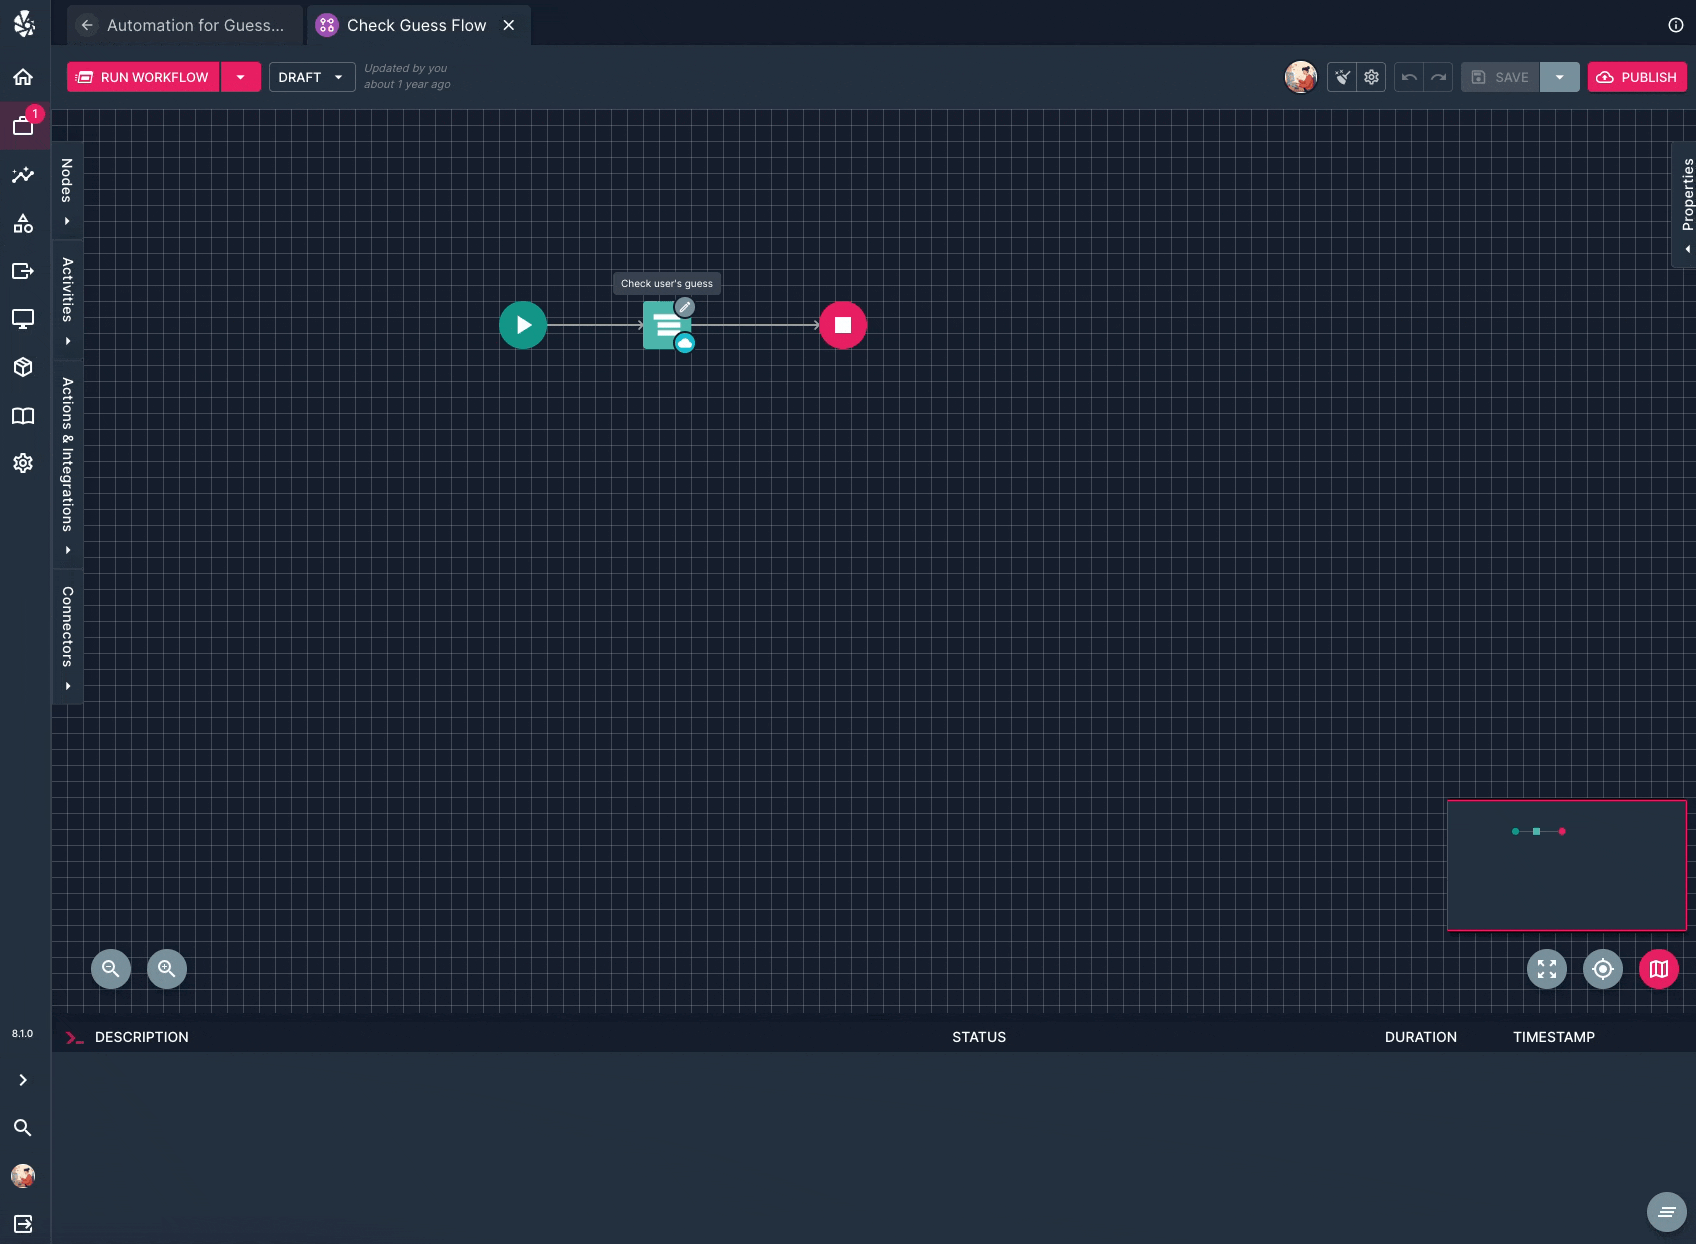 Automation for Guess...
Check Guess Flow
RUN WORKFLOW
DRAFT
Updated by you
about 1 year ago
SAVE
PUBLISH
1
Nodes
Activities
Actions & Integrations
Connectors
Properties
Check user's guess
8.1.0
DESCRIPTION
STATUS
DURATION
TIMESTAMP